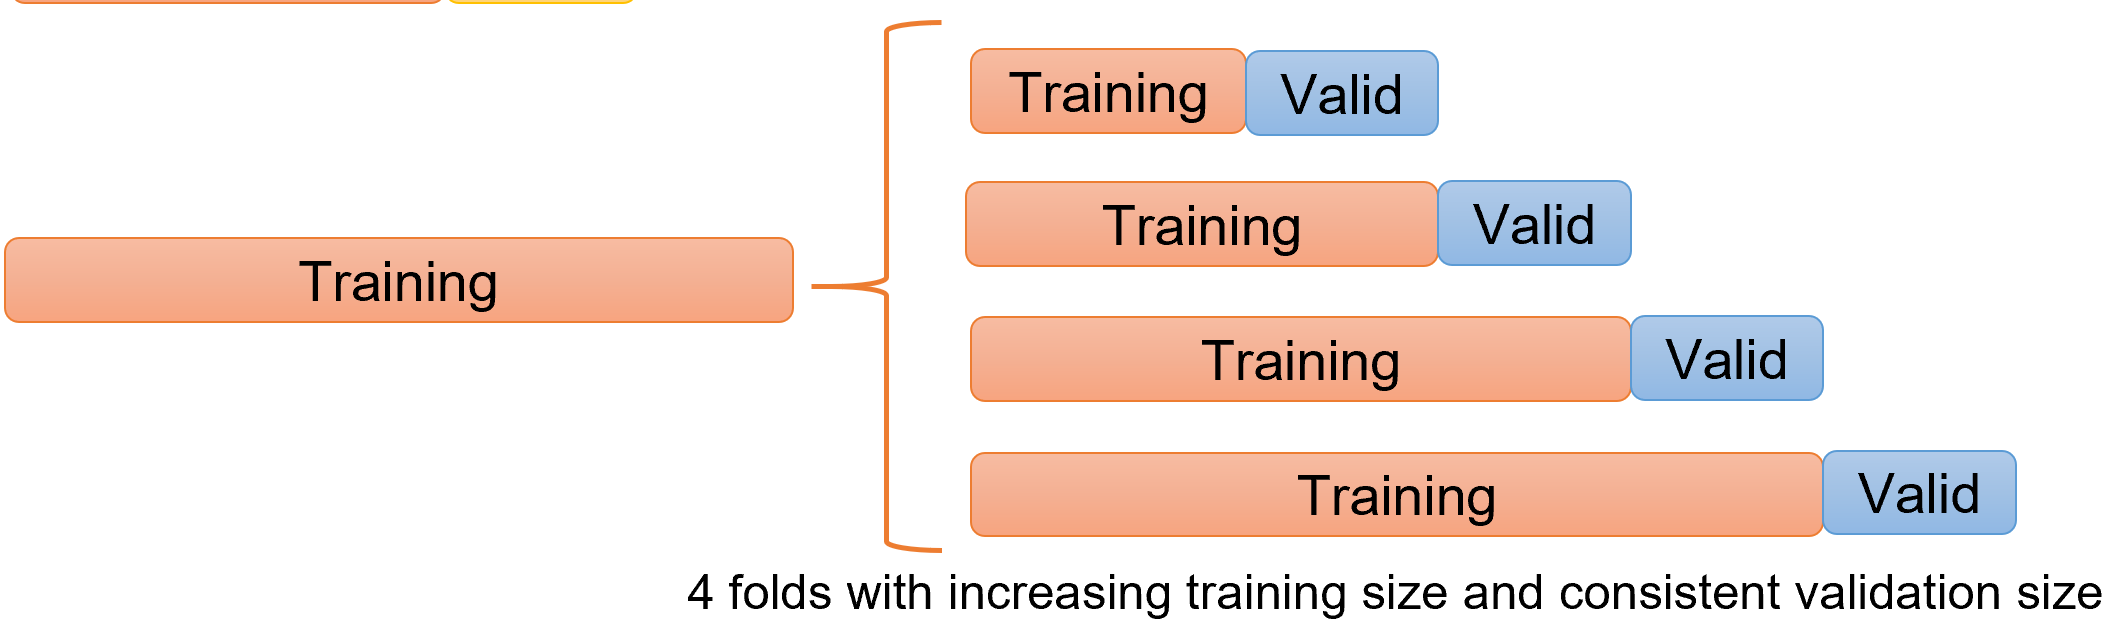 Training Valid
Training Valid
Training
Training Valid
Training Valid
4 folds with increasing training size and consistent validation size